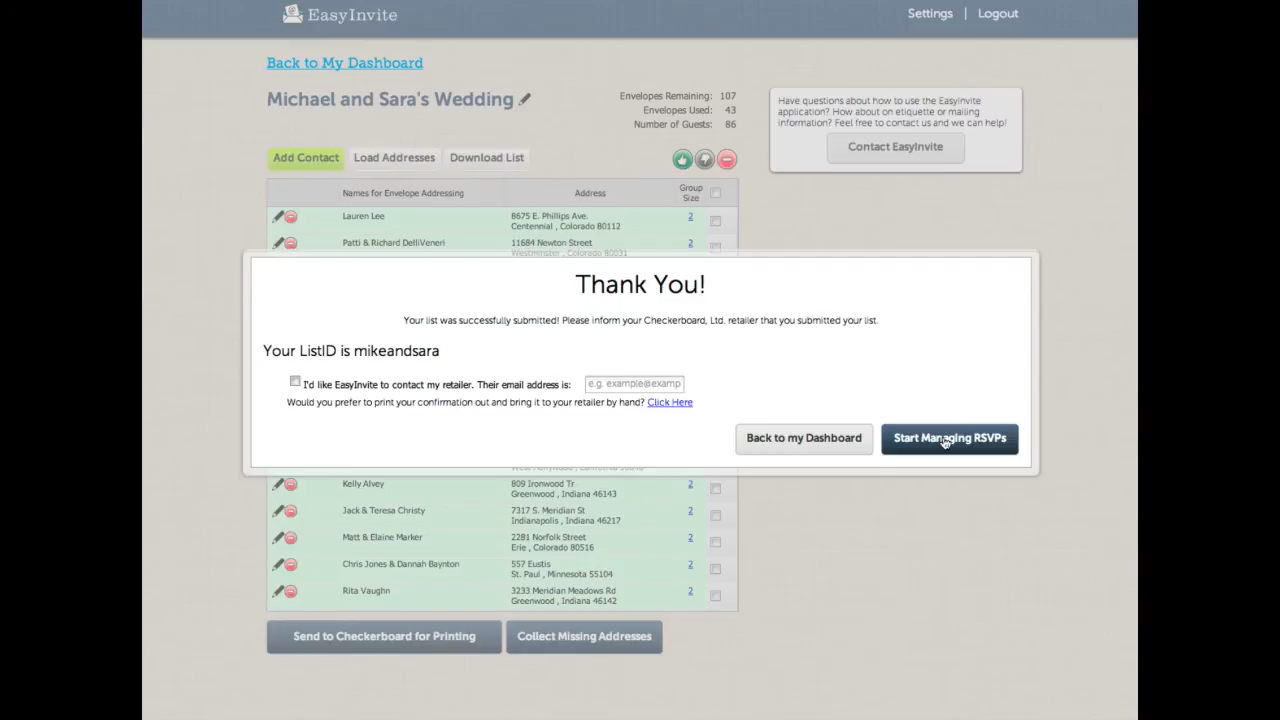 EasyInvite
Settings | Logout
Back to My Dashboard
Michael and Sara's Wedding
Envelopes Remaining: 107
Envelopes Used: 43
Number of Guests: 86
Have questions about how to use the EasyInvite
application? How about on etiquette or mailing
information? Feel free to contact us and we can help!
Contact EasyInvite
Add Contact Load Addresses Download List
Names for Envelope Addressing Address Group
Size
Lauren Lee 8675 E. Phillips Ave. 2
Centennial , Colorado 80112
Patti & Richard DelliVeneri 11684 Newton Street 2
Westminster , Colorado 80031
Thank You!
Your list was successfully submitted! Please inform your Checkerboard, Ltd. retailer that you submitted your list.
Your ListID is mikeandsara
I'd like EasyInvite to contact my retailer. Their email address is: e.g. example@examp
Would you prefer to print your confirmation out and bring it to your retailer by hand? Click Here
Back to my Dashboard Start Managing RSVPs
Kelly Alvey 809 Ironwood Tr 2
Greenwood , Indiana 46143
Jack & Teresa Christy 7317 S. Meridian St 2
Indianapolis , Indiana 46217
Matt & Elaine Marker 2281 Norfolk Street 2
Erie , Colorado 80516
Chris Jones & Dannah Baynton 557 Eustis 2
St. Paul , Minnesota 55104
Rita Vaughn 3233 Meridian Meadows Rd 2
Greenwood , Indiana 46142
Send to Checkerboard for Printing Collect Missing Addresses